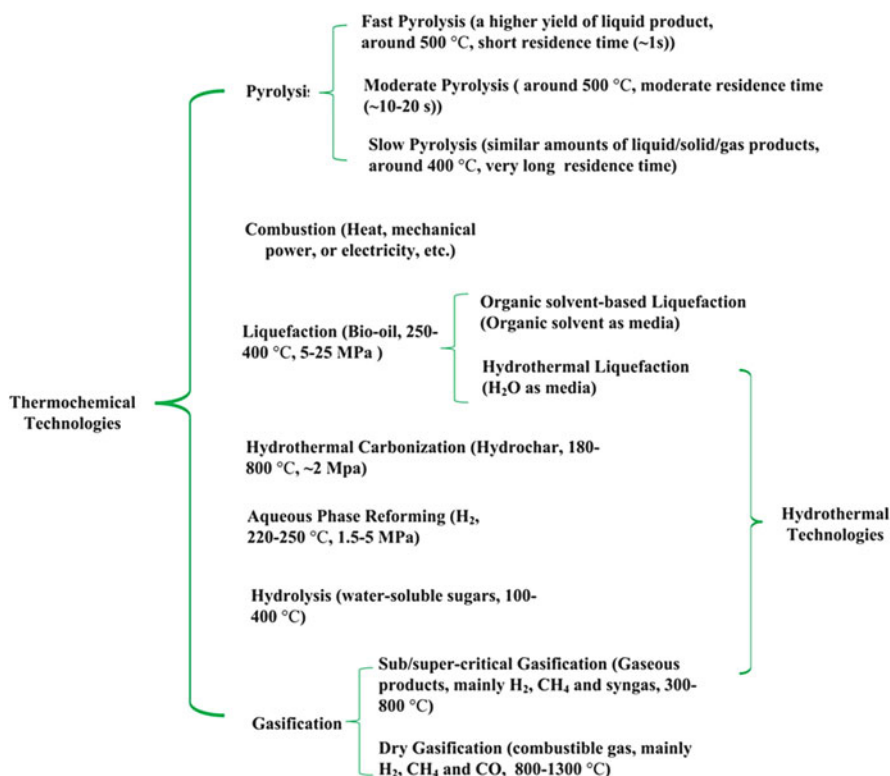 Fast Pyrolysis (a higher yield of liquid product,
around 500 °C, short residence time (~1s))
Pyrolysis
Moderate Pyrolysis ( around 500 °C, moderate residence time
(~10-20 s))
Slow Pyrolysis (similar amounts of liquid/solid/gas products,
around 400 °C, very long residence time)
Combustion (Heat, mechanical
power, or electricity, etc.)
Liquefaction (Bio-oil, 250-
400 °C, 5-25 MPa )
Organic solvent-based Liquefaction
(Organic solvent as media)
Hydrothermal Liquefaction
(H₂O as media)
Thermochemical
Technologies
Hydrothermal Carbonization (Hydrochar, 180-
800 °C, ~2 Mpa)
Aqueous Phase Reforming (H₂,
220-250 °C, 1.5-5 MPa)
Hydrothermal
Technologies
Hydrolysis (water-soluble sugars, 100-
400 °C)
Sub/super-critical Gasification (Gaseous
products, mainly H₂, CH₄ and syngas, 300-
800 °C)
Gasification
Dry Gasification (combustible gas, mainly
H₂, CH₄ and CO, 800-1300 °C)